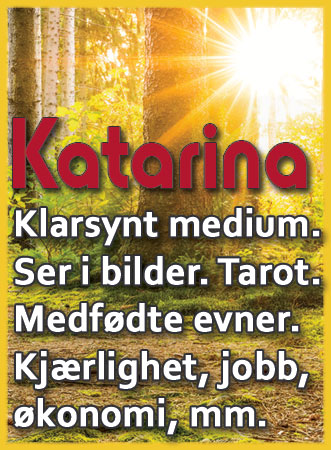 Katarina
Klarsynt medium.
Ser i bilder. Tarot.
Medfødte evner.
Kjærlighet, jobb,
økonomi, mm.